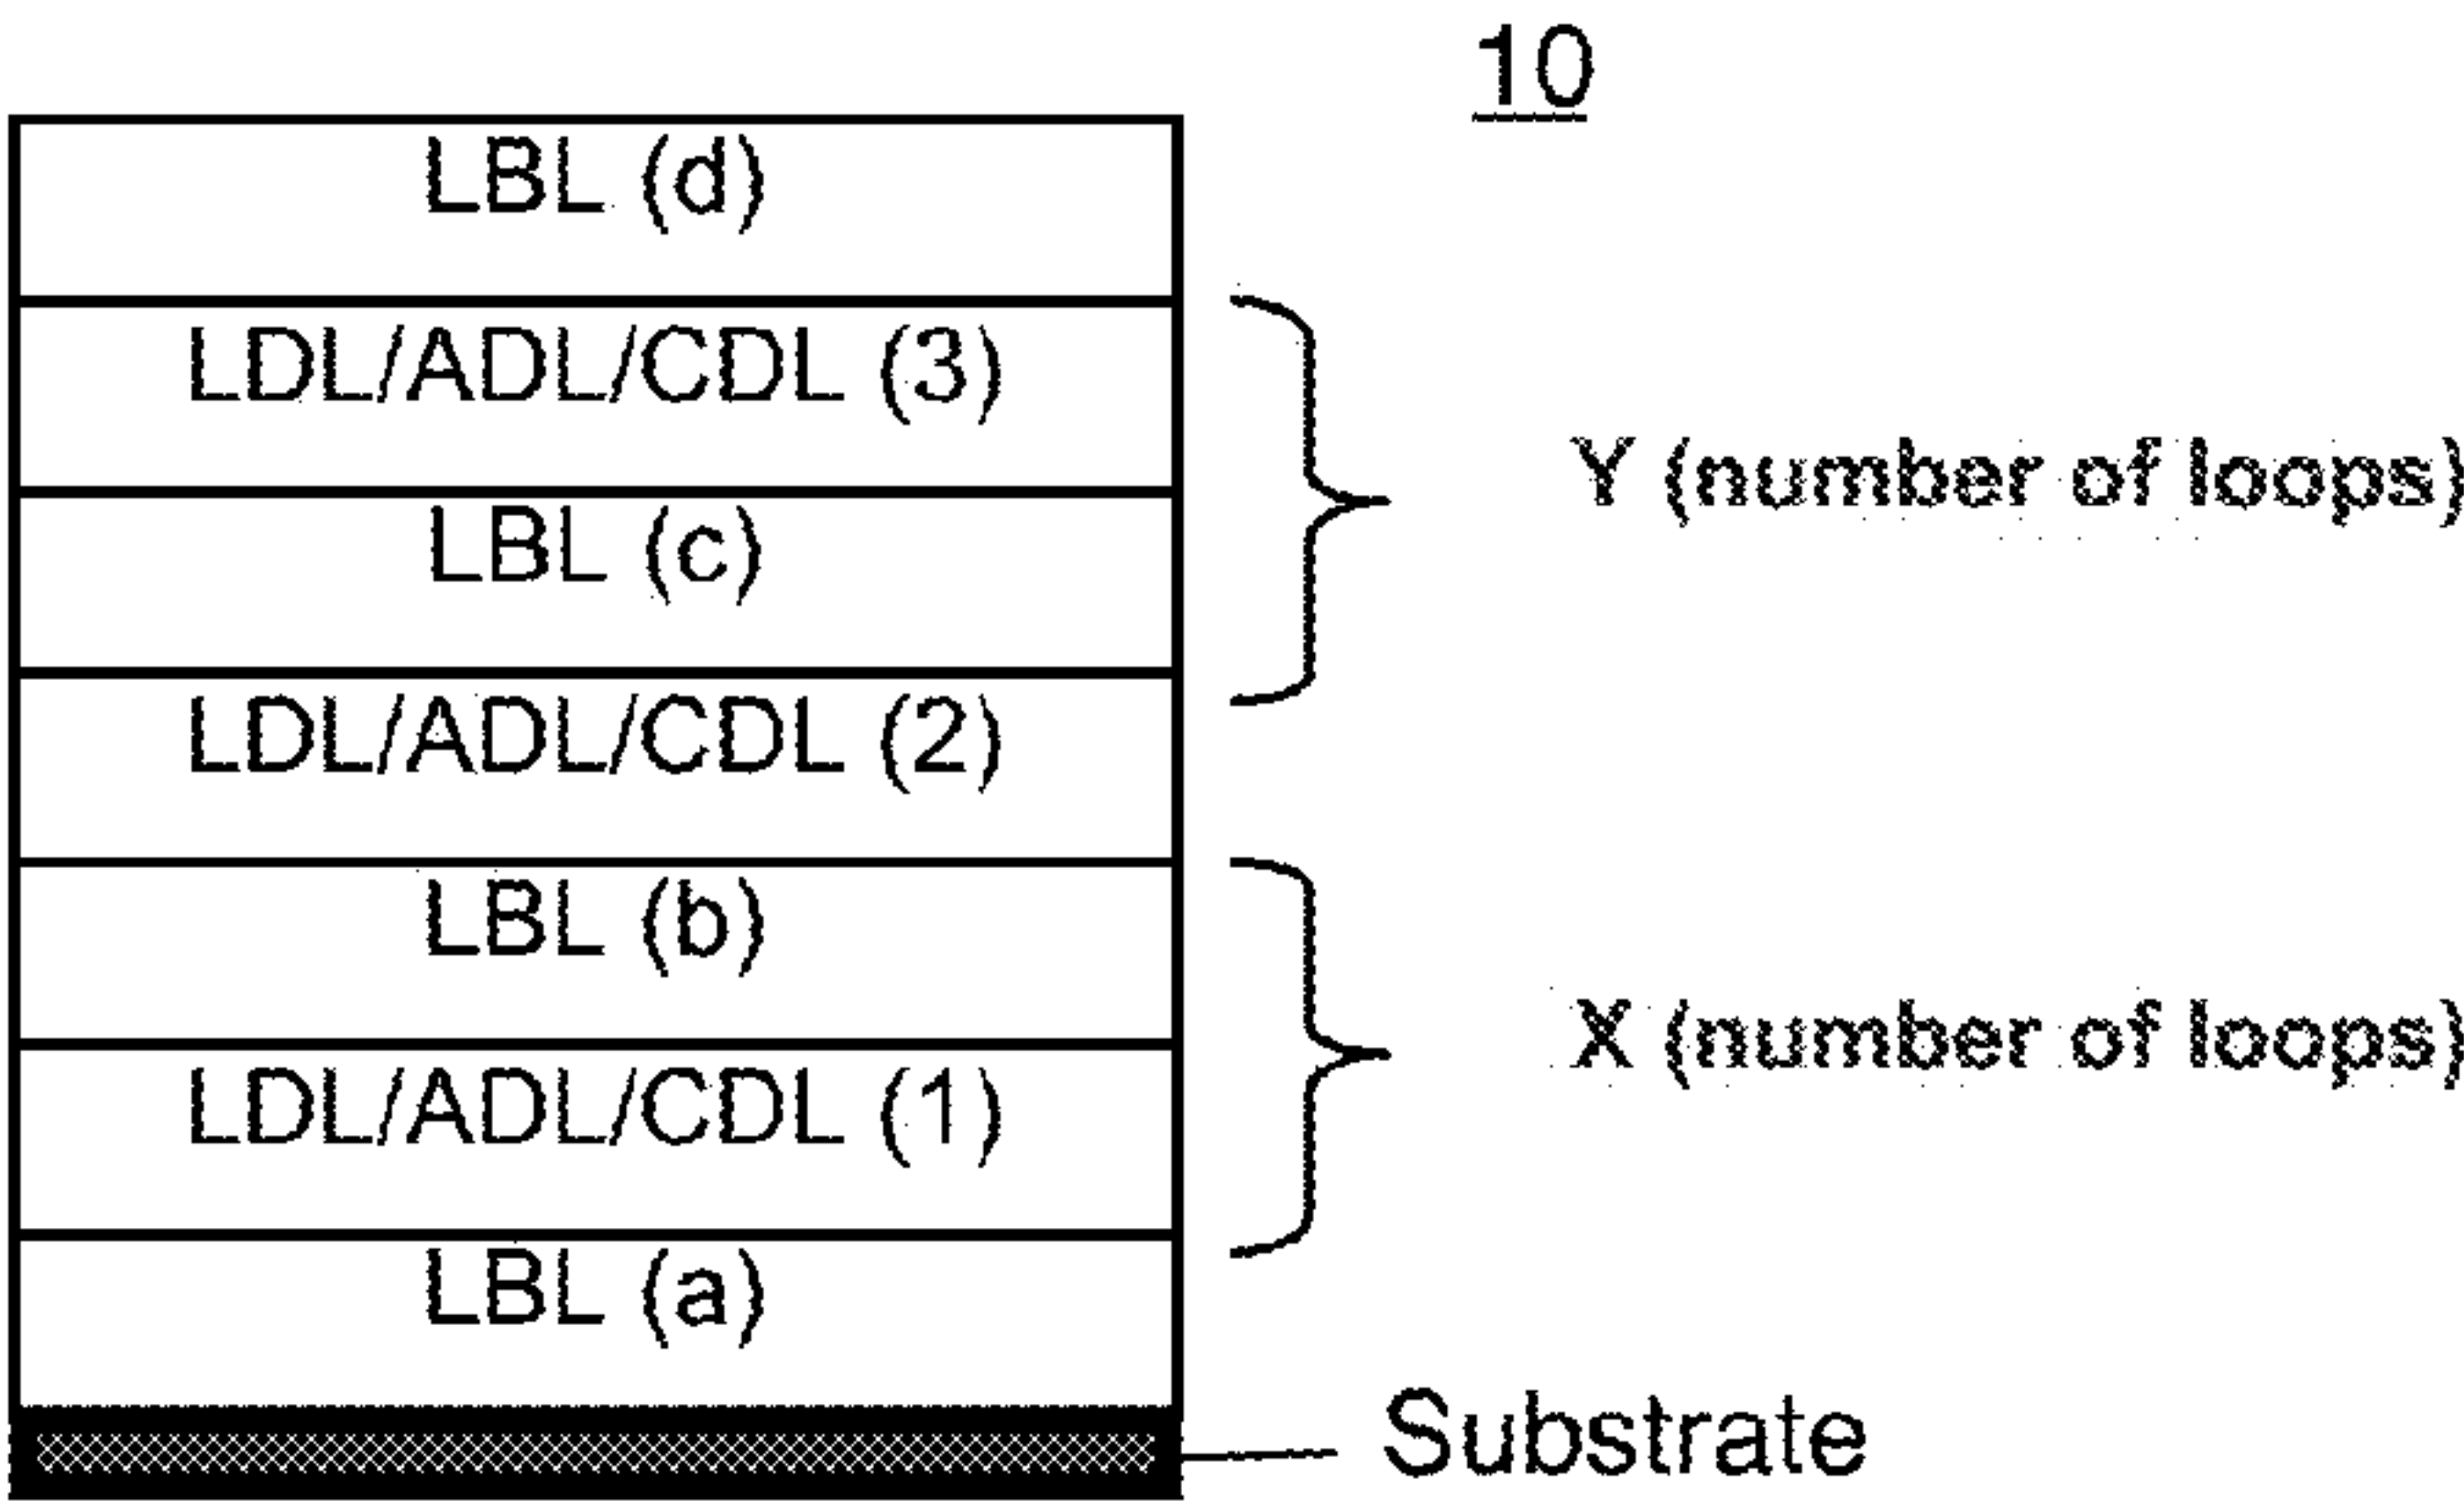 10
LBL (d)
LDL/ADL/CDL (3)
Y (number of loops)
LBL (c)
LDL/ADL/CDL (2)
LBL (b)
X (number of loops)
LDL/ADL/CDL (1)
LBL (a)
Substrate